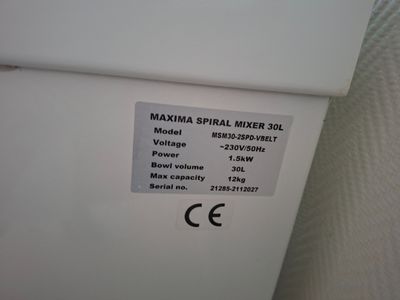 MAXIMA SPIRAL MIXER 30L
Model MSM30-2SPD-VBELT
Voltage ~230V/50Hz
Power 1.5kW
Bowl volume 30L
Max capacity 12kg
Serial no. 21285-2112027
CE